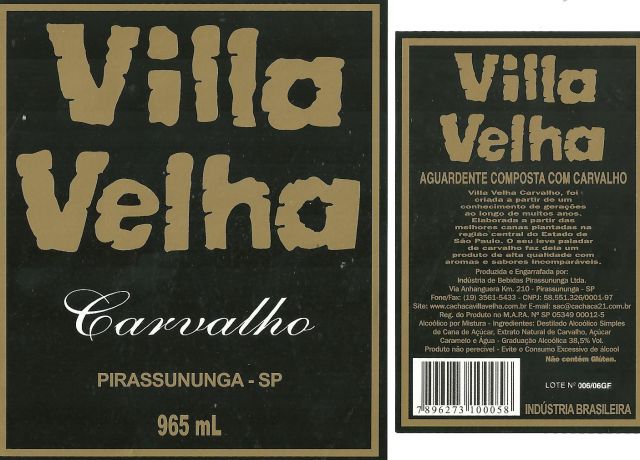 Villa
Velha
Carvalho
PIRASSUNUNGA - SP
965 mL
Villa
Velha
AGUARDENTE COMPOSTA COM CARVALHO
Villa Velha Carvalho, foi
criada a partir de um
conhecimento de gerações
ao longo de muitos anos.
Elaborada a partir das
melhores canas plantadas na
região central do Estado de
São Paulo. O seu leve paladar
de carvalho faz dela um
produto de alta qualidade com
aromas e sabores incomparáveis.
Produzida e Engarrafada por:
Indústria de Bebidas Pirassununga Ltda.
Via Anhanguera Km. 210 - Pirassununga - SP
Fone/Fax: (19) 3561-5433 - CNPJ: 58.551.326/0001-97
Site: www.cachacavillavelha.com.br E-mail: sac@cachaca21.com.br
Reg. do Produto no M.A.P.A. Nº SP 05349 00012-5
Alcoólico por Mistura - Ingredientes: Destilado Alcoólico Simples
de Cana de Açúcar, Extrato Natural de Carvalho, Açúcar
Caramelo e Água - Graduação Alcoólica 38,5% Vol.
Produto não perecível - Evite o Consumo Excessivo de álcool
Não contém Glúten.
LOTE Nº 006/06GF
7896273100058
INDÚSTRIA BRASILEIRA